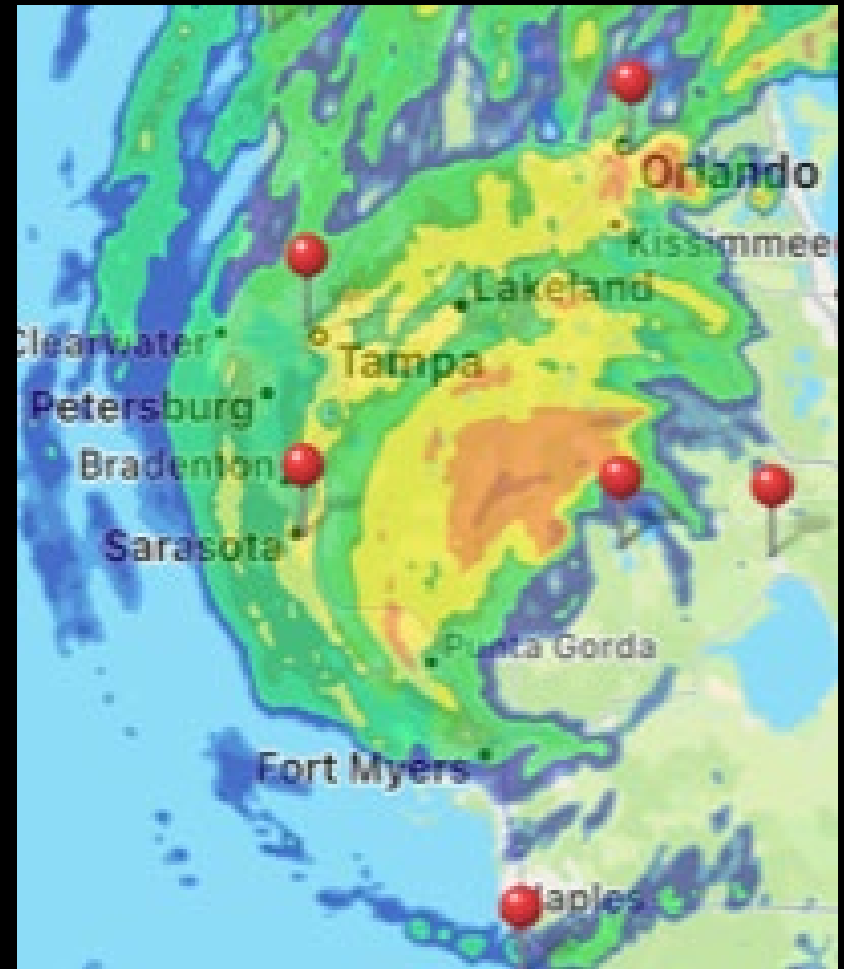 Orlando
Kissimmee
Lakeland
Clearwater
Tampa
Petersburg
Bradenton
Sarasota
Punta Gorda
Fort Myers
Naples